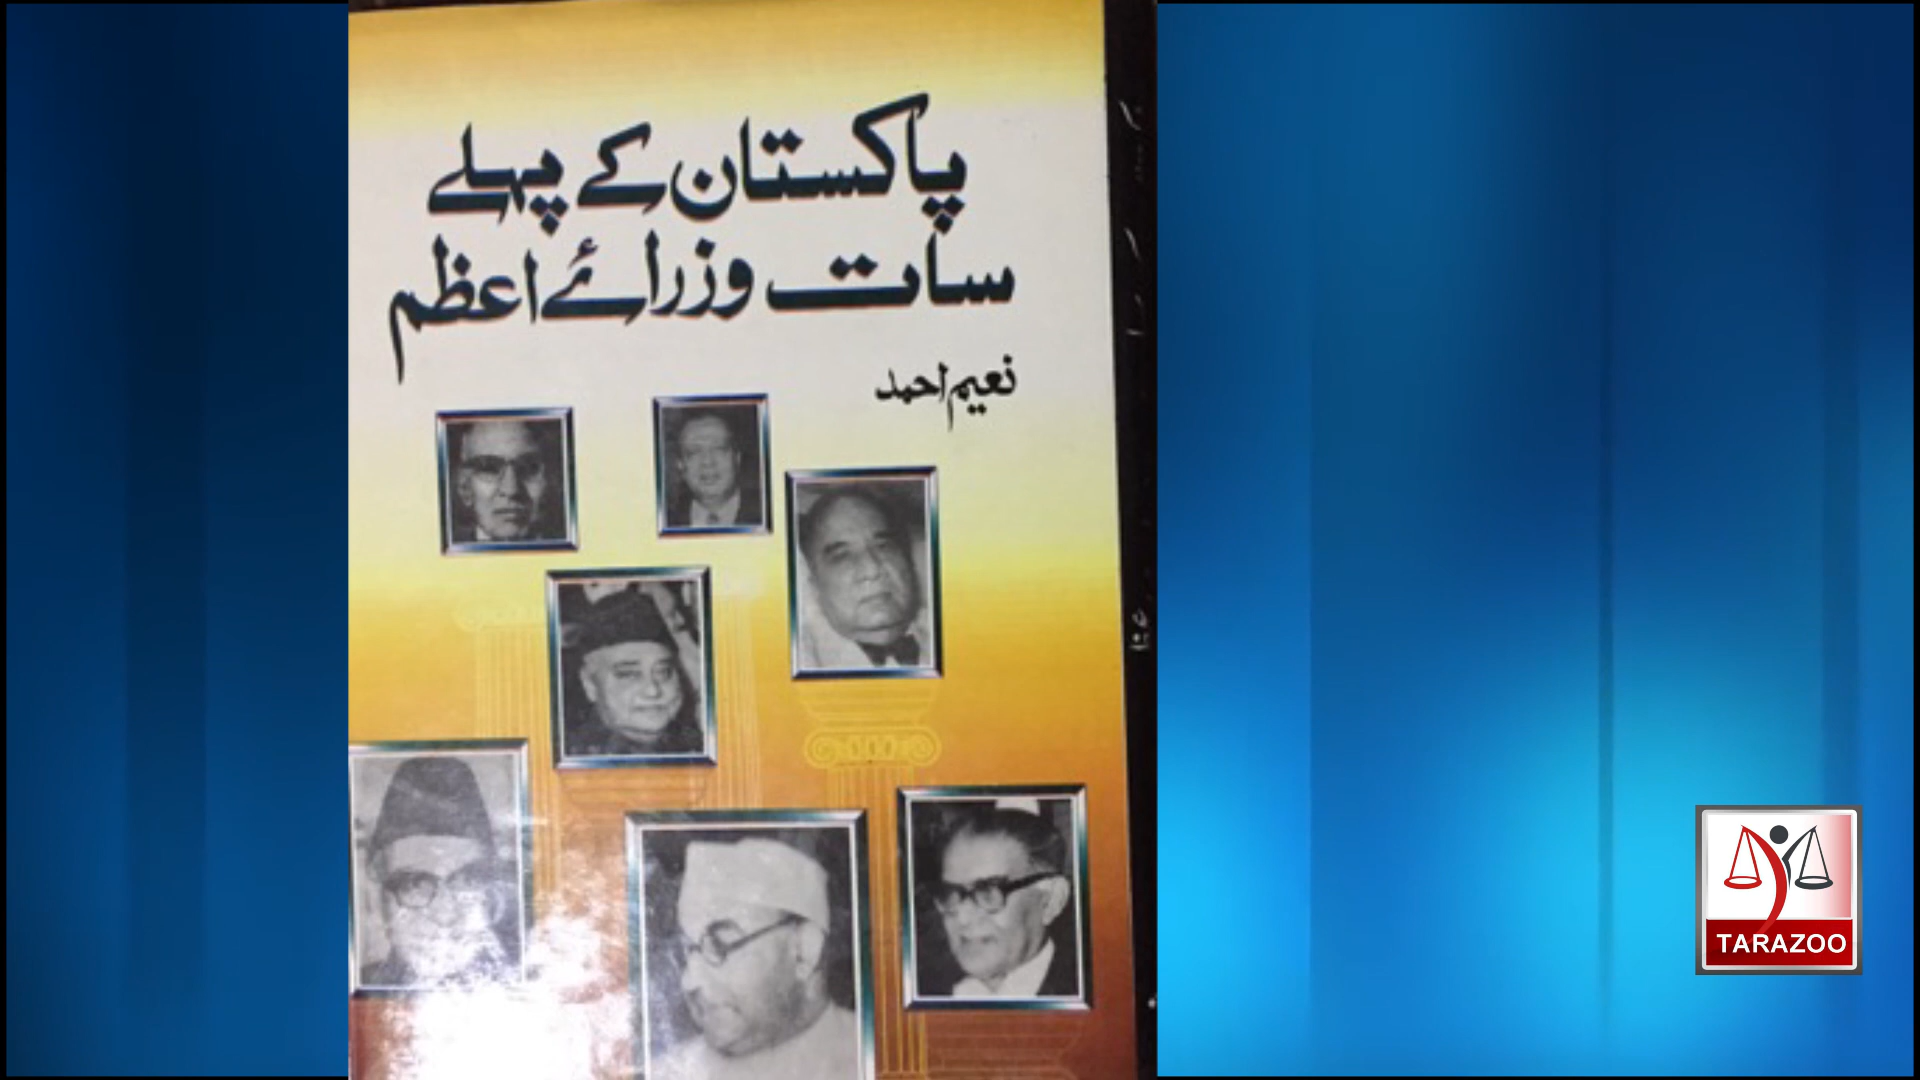 پاکستان کے پہلے
سات وزرائے اعظم
نعیم احمد
TARAZOO